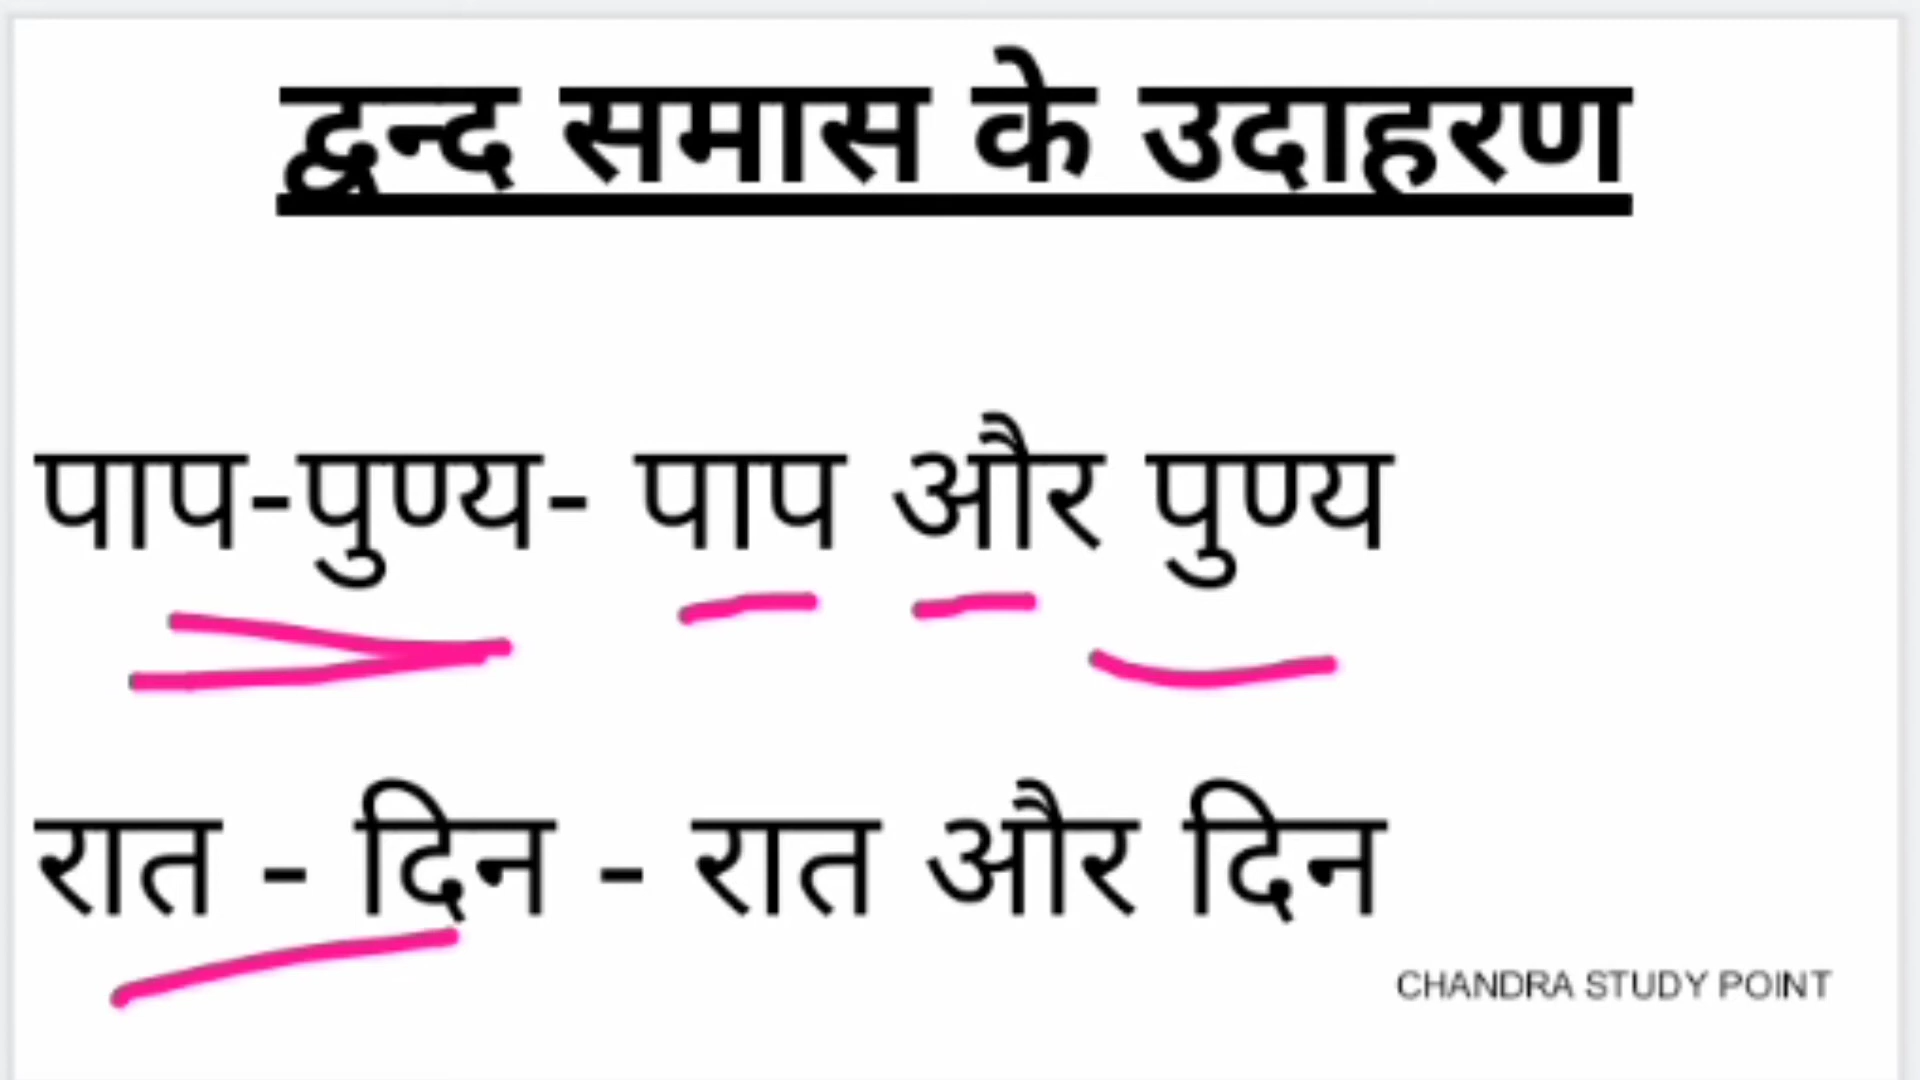 द्वन्द समास के उदाहरण
पाप-पुण्य- पाप और पुण्य
रात - दिन - रात और दिन
CHANDRA STUDY POINT